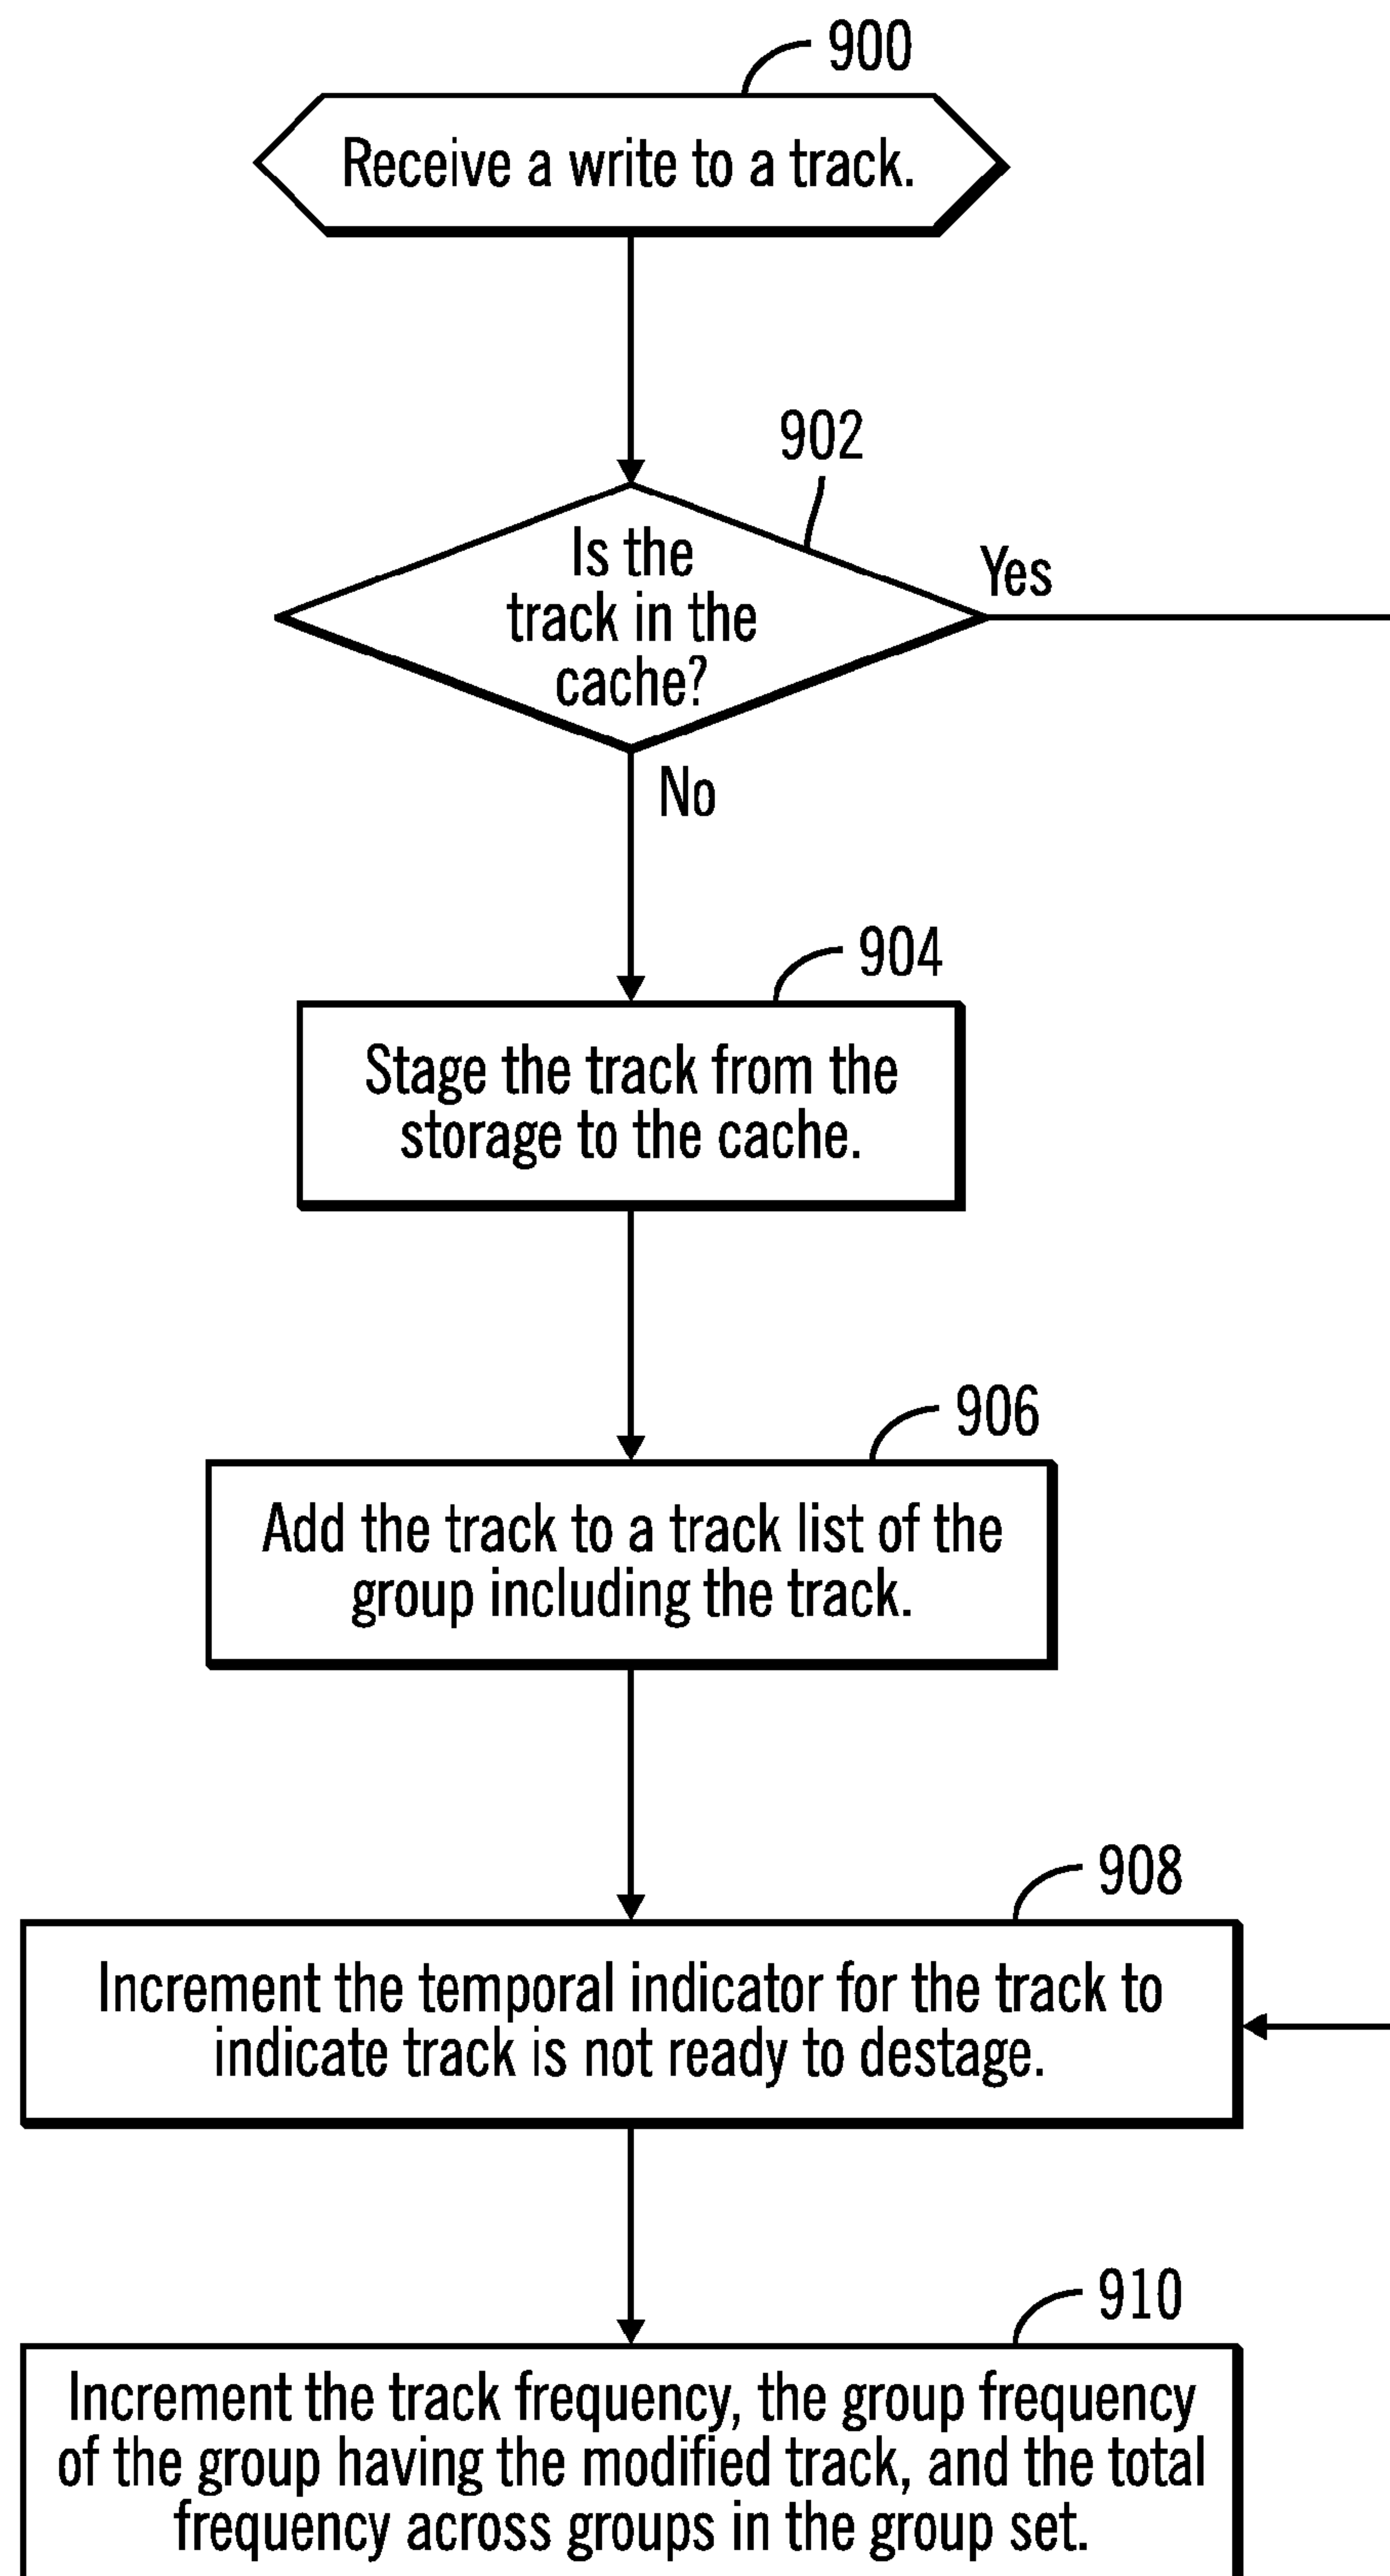 900
Receive a write to a track.
902
Is the
track in the
cache?
Yes
No
904
Stage the track from the
storage to the cache.
906
Add the track to a track list of the
group including the track.
908
Increment the temporal indicator for the track to
indicate track is not ready to destage.
910
Increment the track frequency, the group frequency
of the group having the modified track, and the total
frequency across groups in the group set.